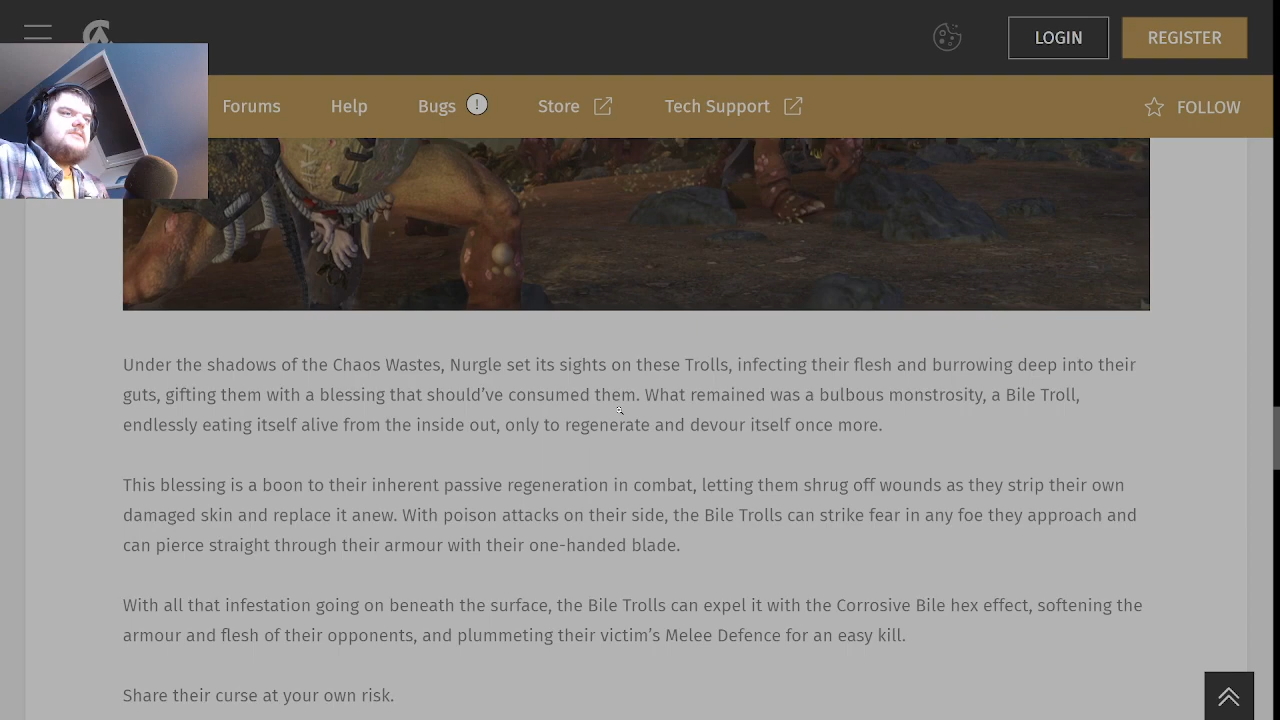 LOGIN
REGISTER
Forums
Help
Bugs
!
Store
Tech Support
FOLLOW
Under the shadows of the Chaos Wastes, Nurgle set its sights on these Trolls, infecting their flesh and burrowing deep into their
guts, gifting them with a blessing that should’ve consumed them. What remained was a bulbous monstrosity, a Bile Troll,
endlessly eating itself alive from the inside out, only to regenerate and devour itself once more.
This blessing is a boon to their inherent passive regeneration in combat, letting them shrug off wounds as they strip their own
damaged skin and replace it anew. With poison attacks on their side, the Bile Trolls can strike fear in any foe they approach and
can pierce straight through their armour with their one-handed blade.
With all that infestation going on beneath the surface, the Bile Trolls can expel it with the Corrosive Bile hex effect, softening the
armour and flesh of their opponents, and plummeting their victim’s Melee Defence for an easy kill.
Share their curse at your own risk.